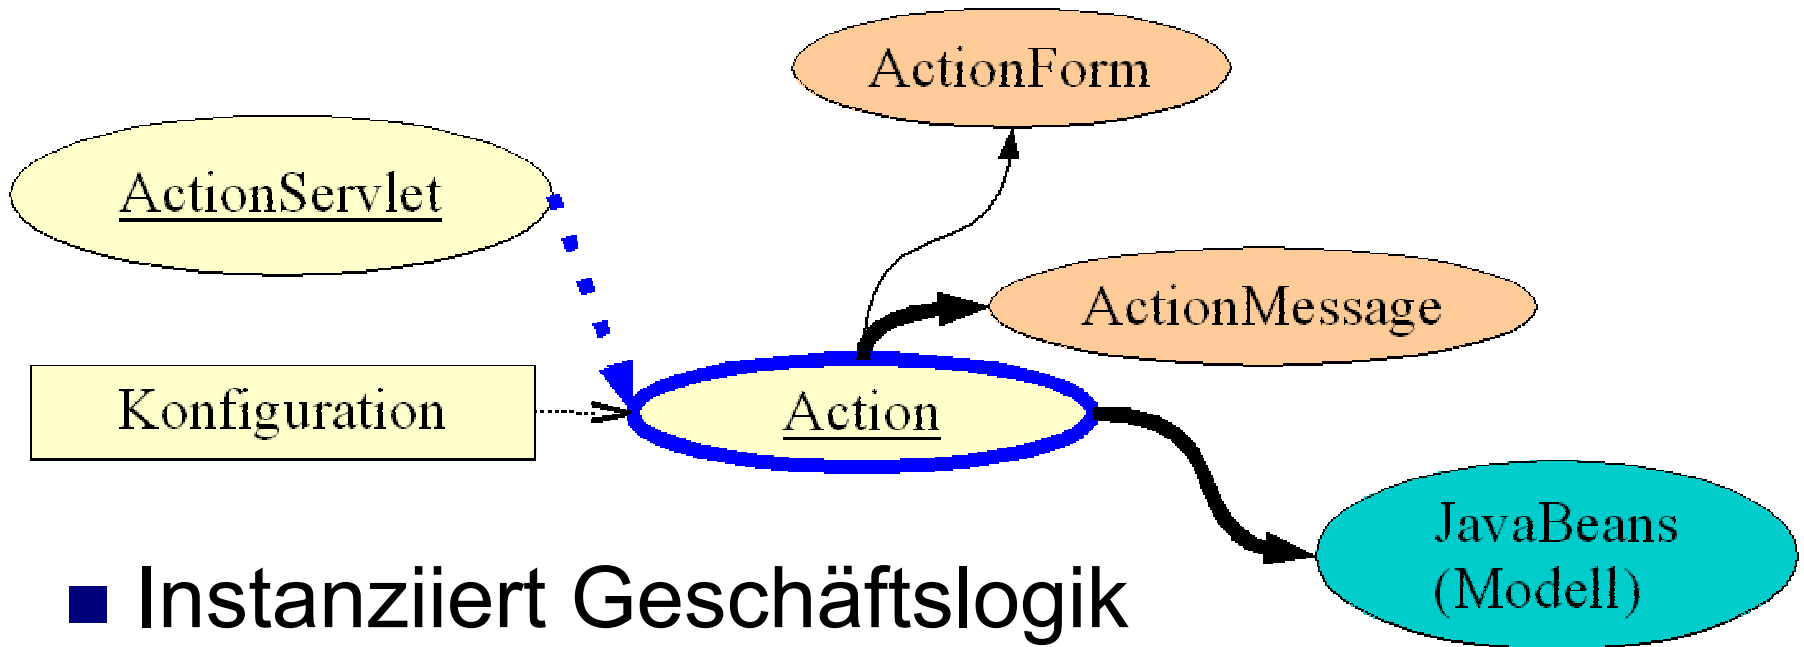 ActionForm
ActionServlet
ActionMessage
Konfiguration
Action
JavaBeans
(Modell)
Instanziiert Geschäftslogik